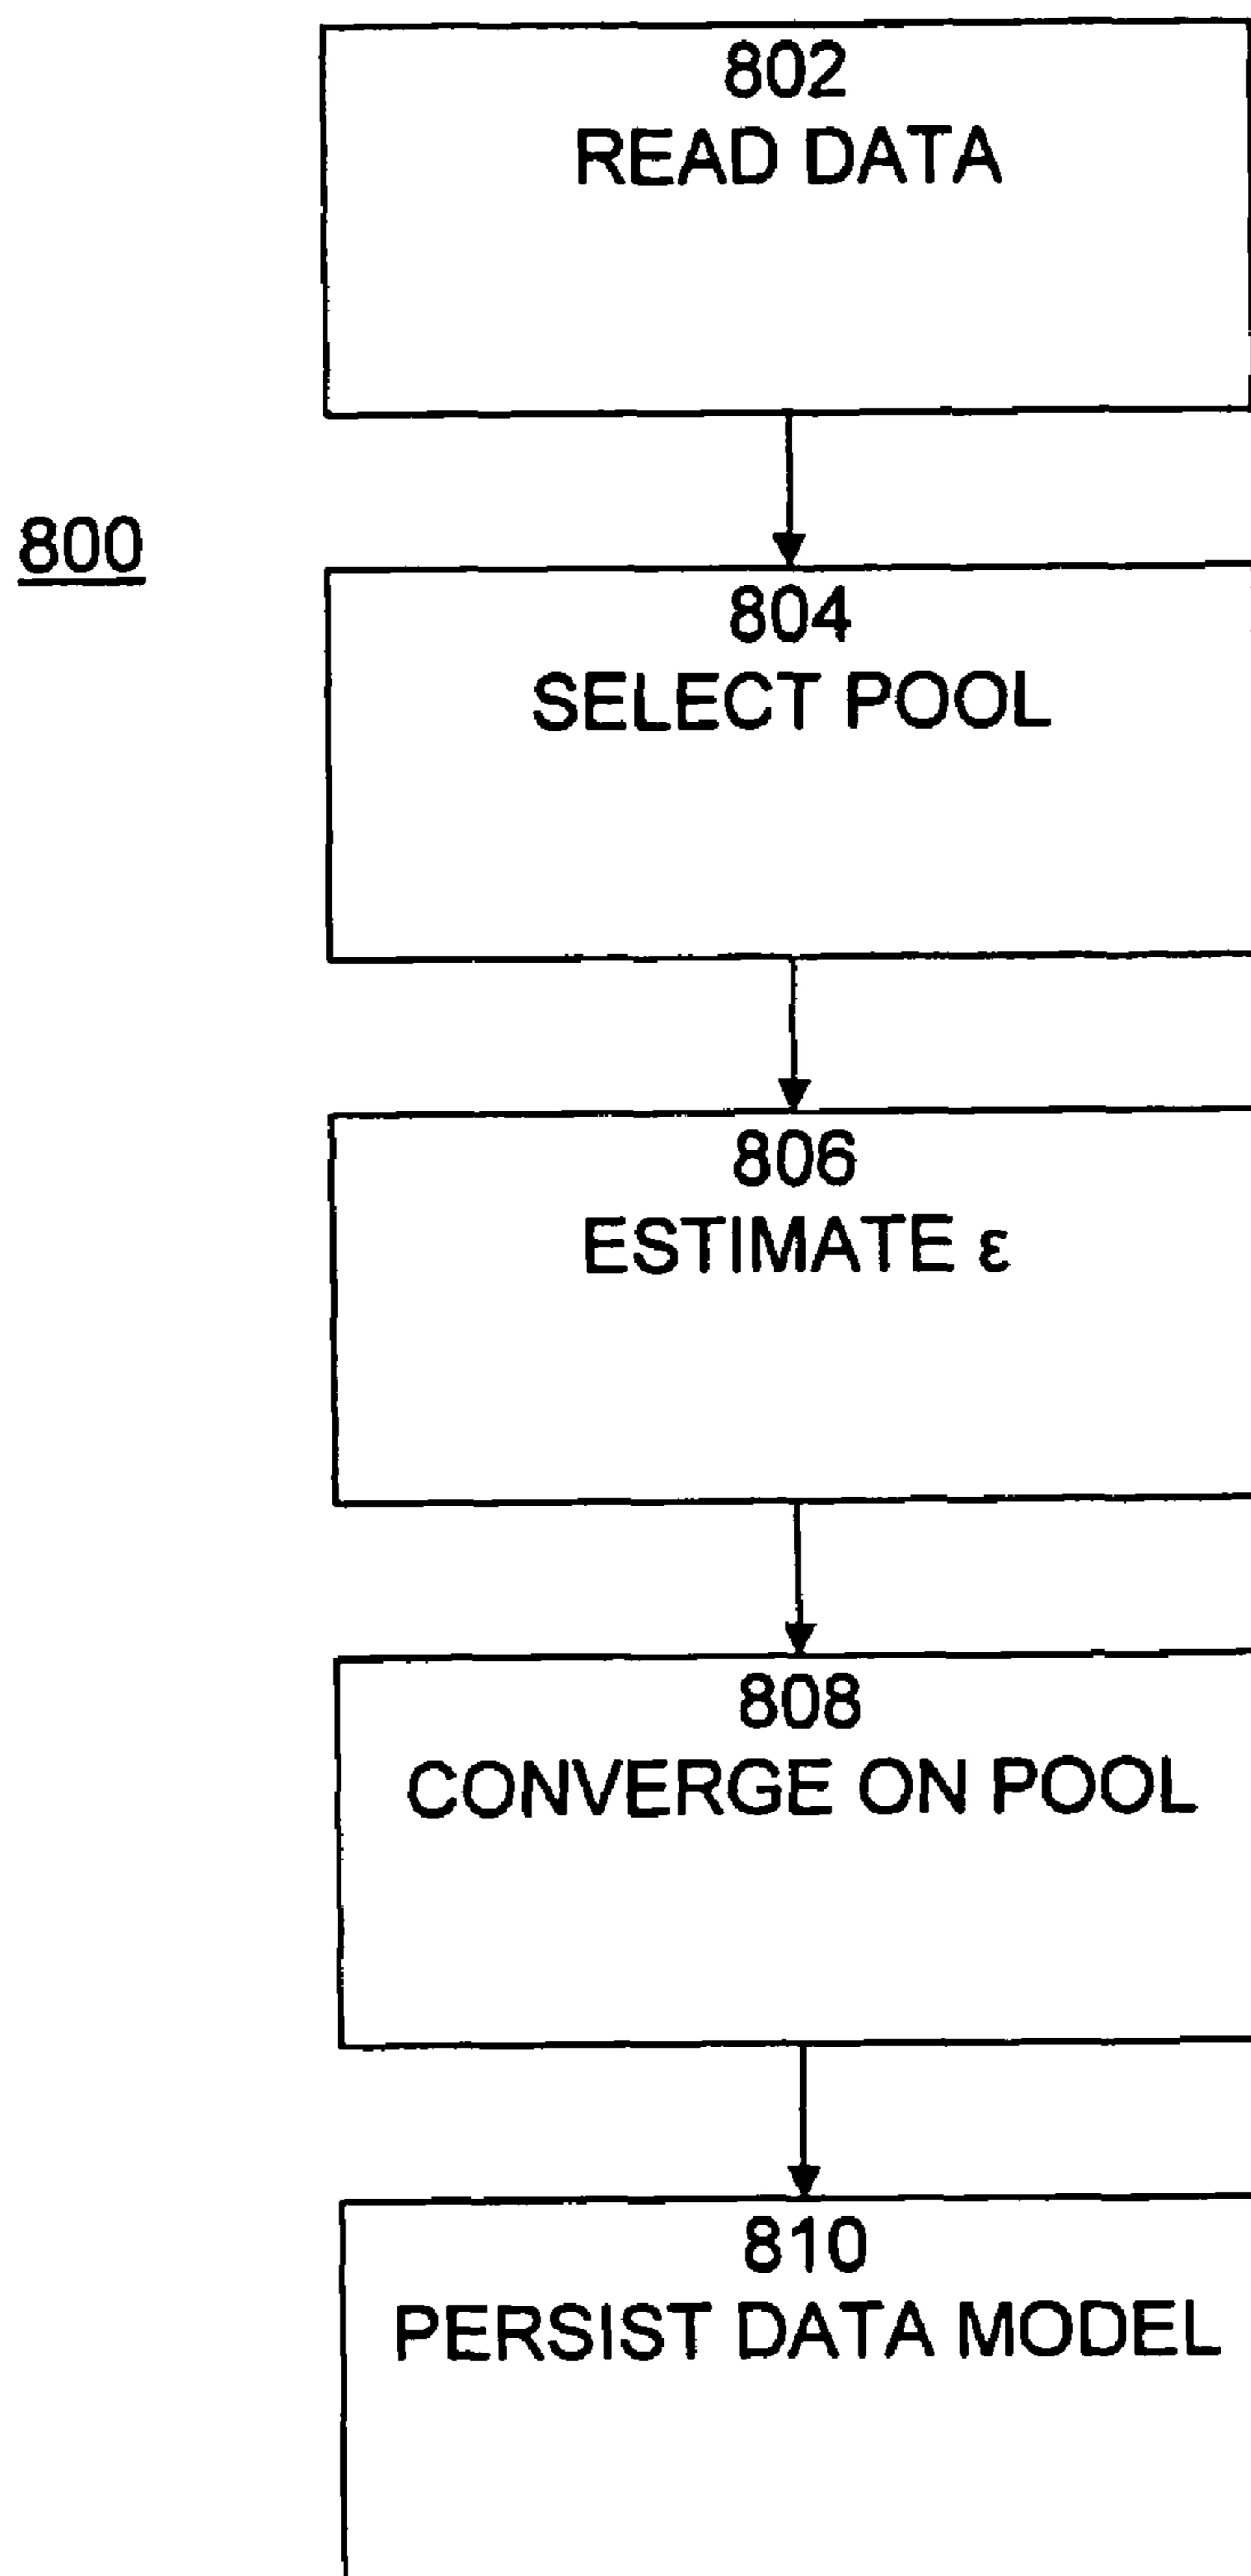 802
READ DATA
800
804
SELECT POOL
806
ESTIMATE ε
808
CONVERGE ON POOL
810
PERSIST DATA MODEL